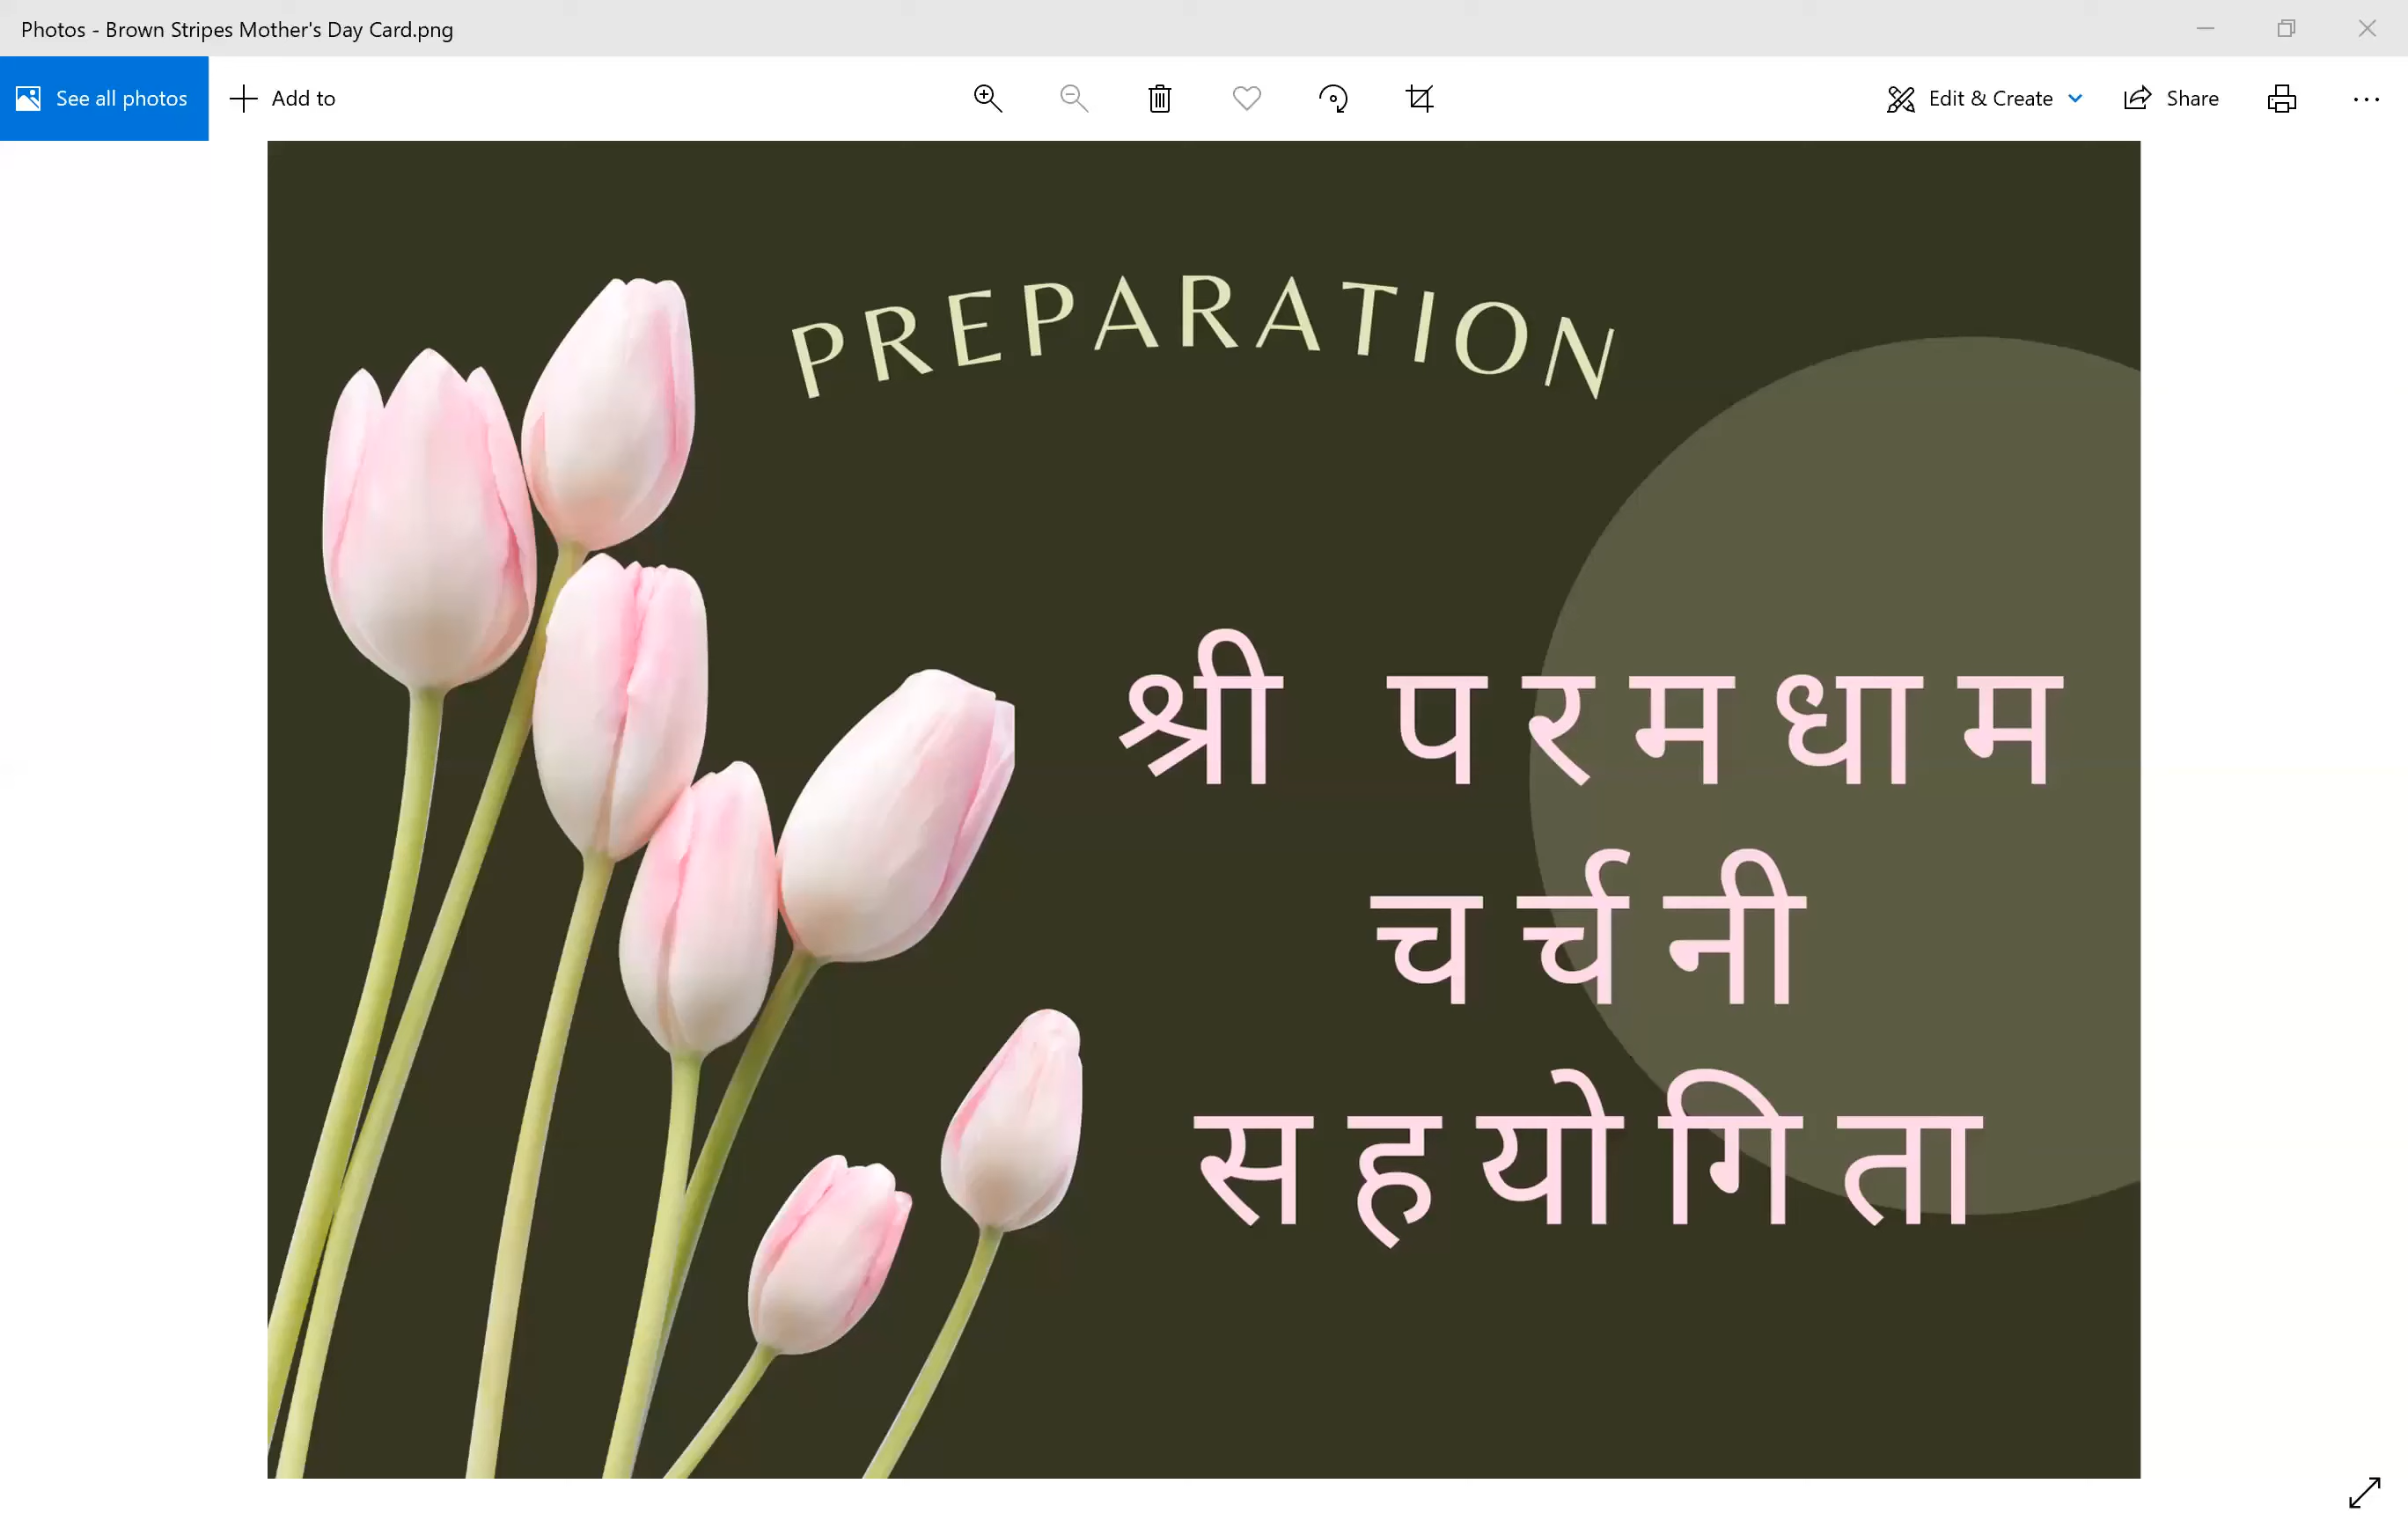 Photos - Brown Stripes Mother's Day Card.png
See all photos
Add to
Edit & Create
Share
PREPARATION
श्री परमधाम
चर्चनी
सहयोगिता